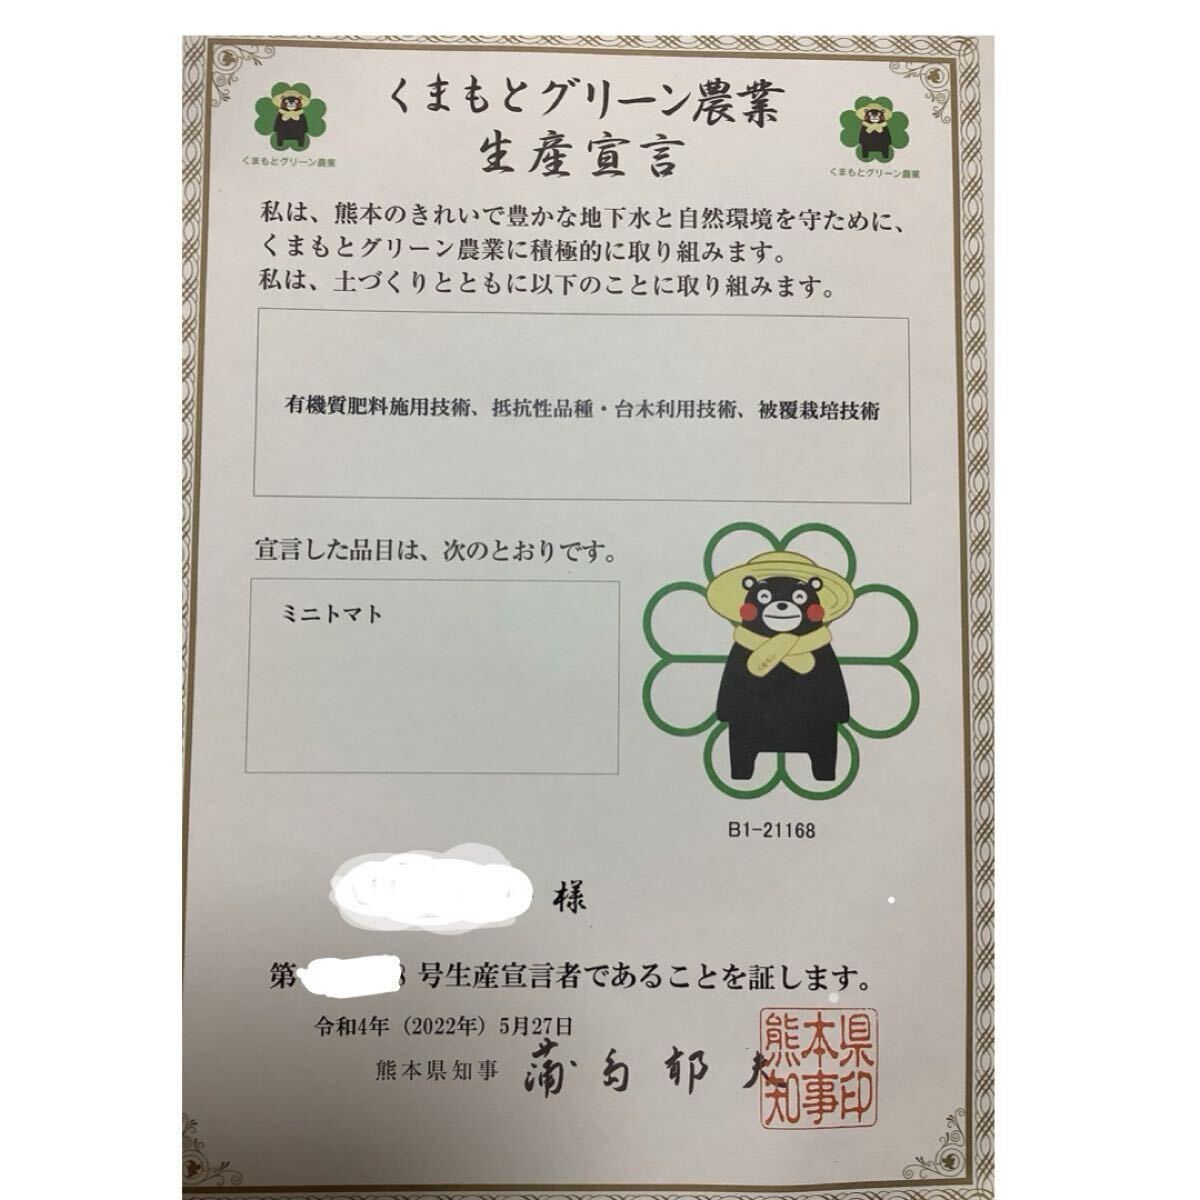 くまもとグリーン農業
生産宣言
くまもとグリーン農業
くまもとグリーン農業
私は、熊本のきれいで豊かな地下水と自然環境を守ために、
くまもとグリーン農業に積極的に取り組みます。
私は、土づくりとともに以下のことに取り組みます。
有機質肥料施用技術、抵抗性品種・台木利用技術、被覆栽培技術
宣言した品目は、次のとおりです。
ミニトマト
B1-21168
様
第 8 号生産宣言者であることを証します。
令和4年（2022年）5月27日
熊本県知事 蒲島郁夫
熊本県
知事印